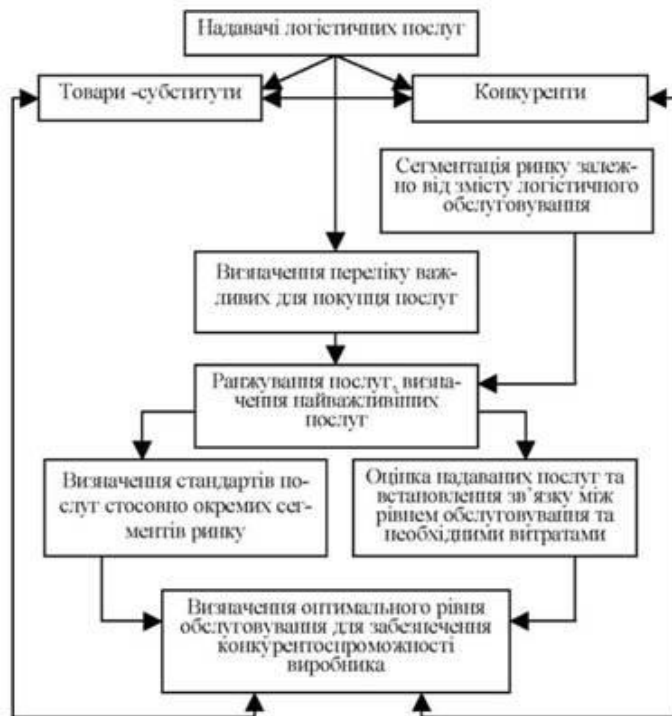 Надавачі логістичних послуг
Товари -субститути
Конкуренти
Сегментація ринку залеж-
но від змісту логістичного
обслуговування
Визначення переліку важ-
ливих для покупця послуг
Ранжування послуг, визна-
чення найважливіших
послуг
Визначення стандартів по-
слуг стосовно окремих сег-
ментів ринку
Оцінка надаваних послуг та
встановлення зв’язку між
рівнем обслуговування та
необхідними витратами
Визначення оптимального рівня
обслуговування для забезпечення
конкурентоспроможності
виробника